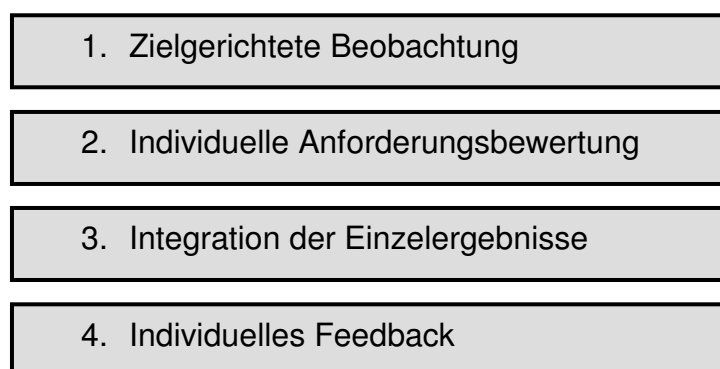 1. Zielgerichtete Beobachtung
2. Individuelle Anforderungsbewertung
3. Integration der Einzelergebnisse
4. Individuelles Feedback